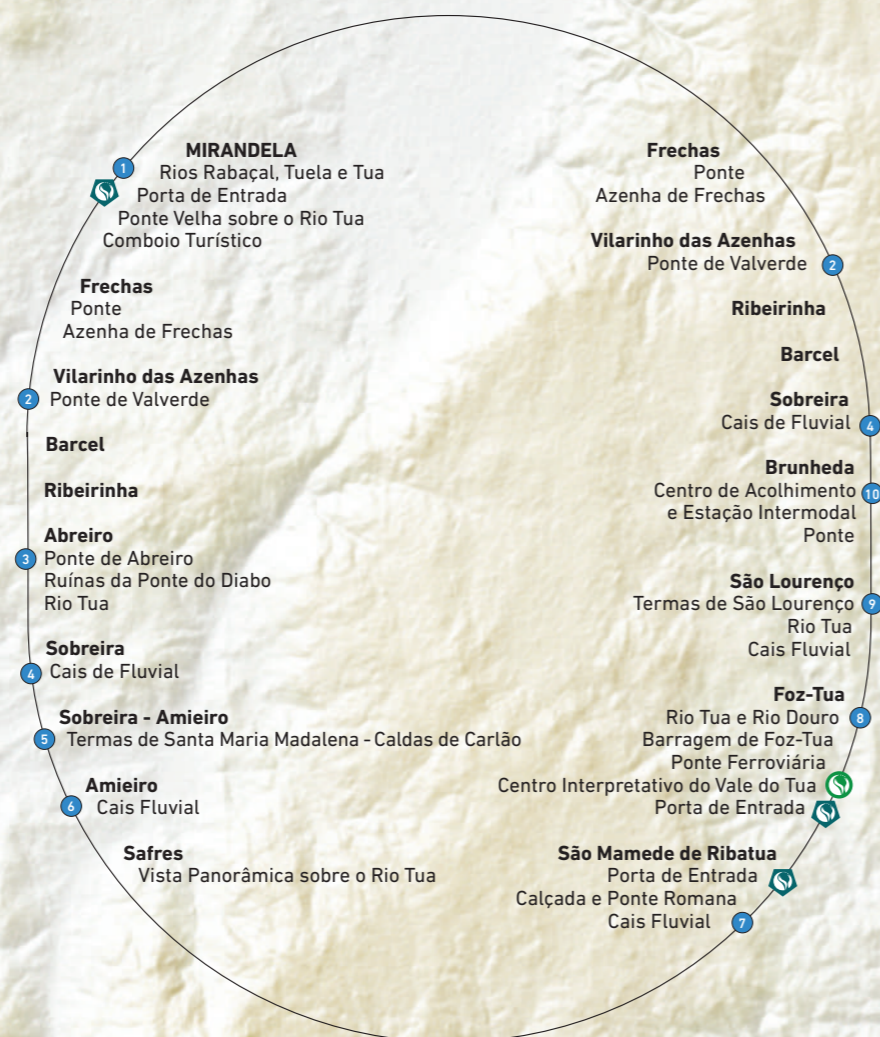 MIRANDELA
1
Rios Rabaçal, Tuela e Tua
Porta de Entrada
Ponte Velha sobre o Rio Tua
Comboio Turístico
Frechas
Ponte
Azenha de Frechas
Vilarinho das Azenhas
2 Ponte de Valverde
Barcel
Ribeirinha
Abreiro
3 Ponte de Abreiro
Ruínas da Ponte do Diabo
Rio Tua
Sobreira
4 Cais de Fluvial
Sobreira - Amieiro
5 Termas de Santa Maria Madalena - Caldas de Carlão
Amieiro
6 Cais Fluvial
Safres
Vista Panorâmica sobre o Rio Tua
Frechas
Ponte
Azenha de Frechas
Vilarinho das Azenhas
Ponte de Valverde 2
Ribeirinha
Barcel
Sobreira
Cais de Fluvial 4
Brunheda
Centro de Acolhimento 10
e Estação Intermodal
Ponte
São Lourenço
Termas de São Lourenço 9
Rio Tua
Cais Fluvial
Foz-Tua
Rio Tua e Rio Douro 8
Barragem de Foz-Tua
Ponte Ferroviária
Centro Interpretativo do Vale do Tua
Porta de Entrada
São Mamede de Ribatua
Porta de Entrada
Calçada e Ponte Romana
Cais Fluvial 7